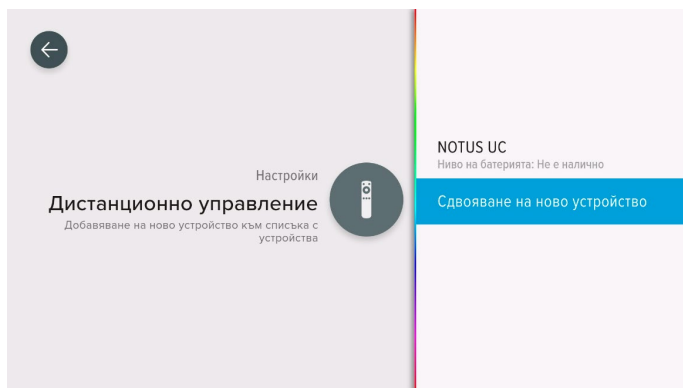 Настройки
Дистанционно управление
Добавяне на ново устройство към списъка с
устройства
NOTUS UC
Ниво на батерията: Не е налично
Сдвояване на ново устройство